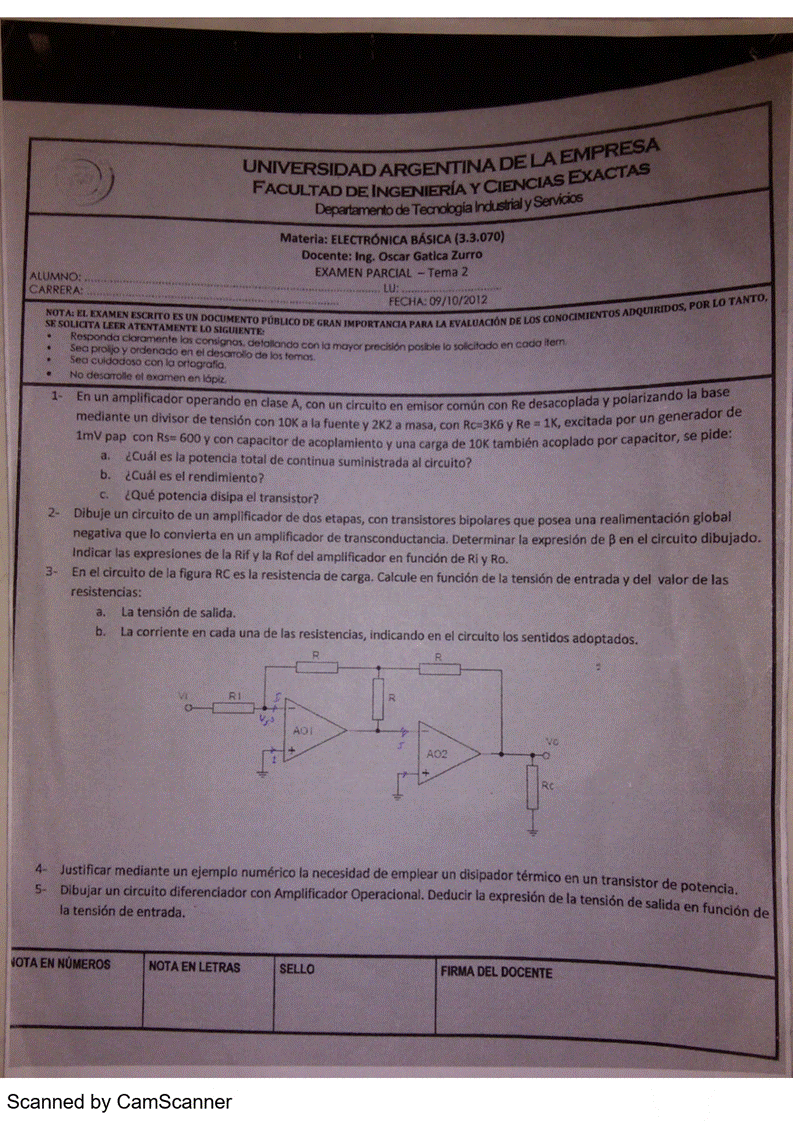 UNIVERSIDAD ARGENTINA DE LA EMPRESA
FACULTAD DE INGENIERÍA Y CIENCIAS EXACTAS
Departamento de Tecnología Industrial y Servicios
Materia: ELECTRÓNICA BÁSICA (3.3.070)
Docente: Ing. Oscar Gatica Zurro
EXAMEN PARCIAL – Tema 2
ALUMNO: LU:
CARRERA: FECHA: 09/10/2012
NOTA: EL EXAMEN ESCRITO ES UN DOCUMENTO PÚBLICO DE GRAN IMPORTANCIA PARA LA EVALUACIÓN DE LOS CONOCIMIENTOS ADQUIRIDOS, POR LO TANTO,
SE SOLICITA LEER ATENTAMENTE LO SIGUIENTE:
• Responda claramente las consignas, detallando con la mayor precisión posible lo solicitado en cada ítem.
• Sea prolijo y ordenado en el desarrollo de los temas.
• Sea cuidadoso con la ortografía.
• No desarrolle el examen en lápiz.
1- En un amplificador operando en clase A, con un circuito en emisor común con Re desacoplada y polarizando la base
mediante un divisor de tensión con 10K a la fuente y 2K2 a masa, con Rc=3K6 y Re = 1K, excitada por un generador de
1mV pap con Rs= 600 y con capacitor de acoplamiento y una carga de 10K también acoplado por capacitor, se pide:
a. ¿Cuál es la potencia total de continua suministrada al circuito?
b. ¿Cuál es el rendimiento?
c. ¿Qué potencia disipa el transistor?
2- Dibuje un circuito de un amplificador de dos etapas, con transistores bipolares que posea una realimentación global
negativa que lo convierta en un amplificador de transconductancia. Determinar la expresión de β en el circuito dibujado.
Indicar las expresiones de la Rif y la Rof del amplificador en función de Ri y Ro.
3- En el circuito de la figura RC es la resistencia de carga. Calcule en función de la tensión de entrada y del valor de las
resistencias:
a. La tensión de salida.
b. La corriente en cada una de las resistencias, indicando en el circuito los sentidos adoptados.
R R
Vi R1 R
AO1
AO2 Vo
RC
4- Justificar mediante un ejemplo numérico la necesidad de emplear un disipador térmico en un transistor de potencia.
5- Dibujar un circuito diferenciador con Amplificador Operacional. Deducir la expresión de la tensión de salida en función de
la tensión de entrada.
NOTA EN NÚMEROS NOTA EN LETRAS SELLO FIRMA DEL DOCENTE
Scanned by CamScanner